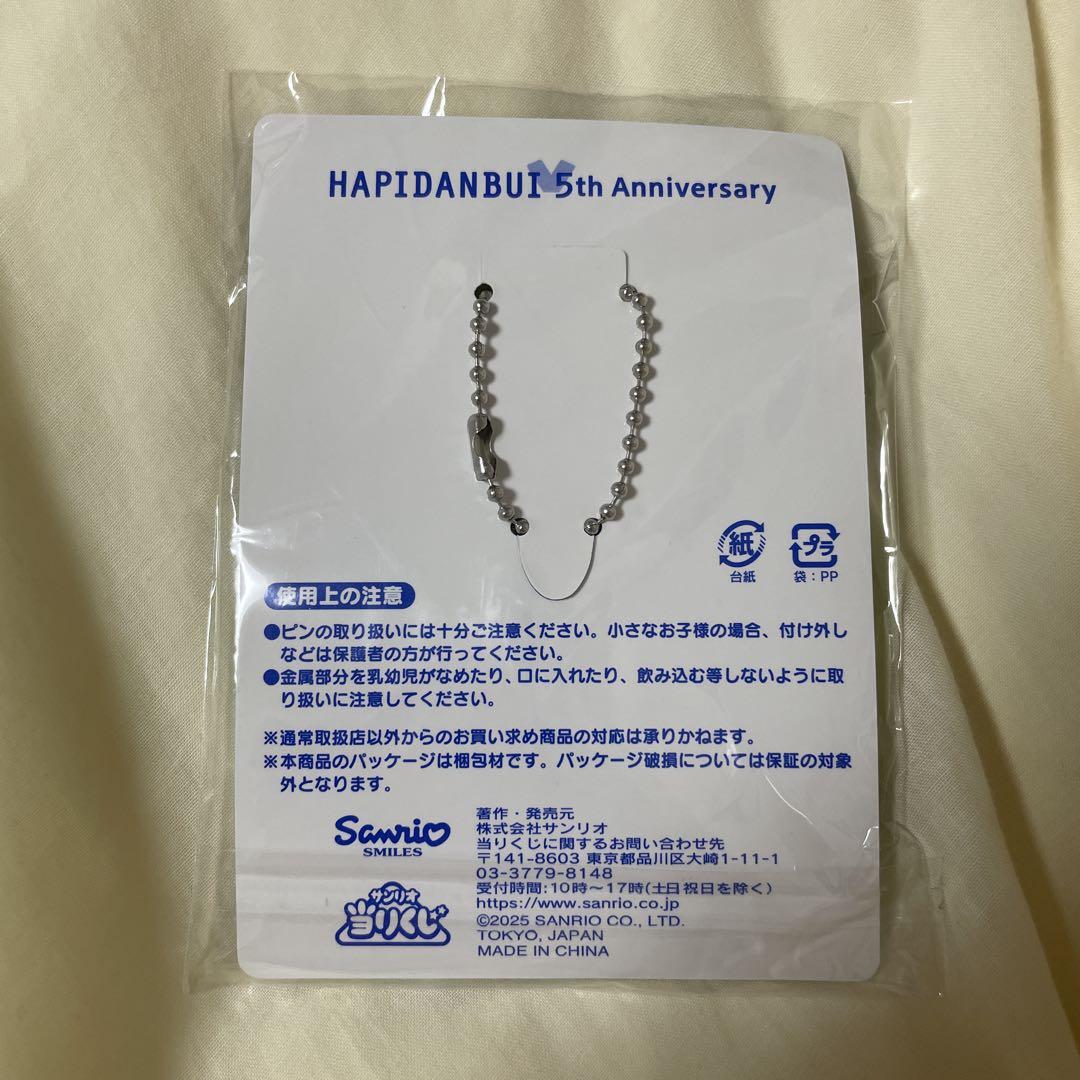 HAPIDANBUI 5th Anniversary
紙
台紙
プラ
袋：PP
使用上の注意
●ピンの取り扱いには十分ご注意ください。小さなお子様の場合、付け外し
などは保護者の方が行ってください。
●金属部分を乳幼児がなめたり、口に入れたり、飲み込む等しないように取
り扱いに注意してください。
※通常取扱店以外からのお買い求め商品の対応は承りかねます。
※本商品のパッケージは梱包材です。パッケージ破損については保証の対象
外となります。
Sanrio
SMILES
サンリオ
当りくじ
著作・発売元
株式会社サンリオ
当りくじに関するお問い合わせ先
〒141-8603 東京都品川区大崎1-11-1
03-3779-8148
受付時間:10時～17時(土日祝日を除く)
https://www.sanrio.co.jp
©2025 SANRIO CO., LTD.
TOKYO, JAPAN
MADE IN CHINA